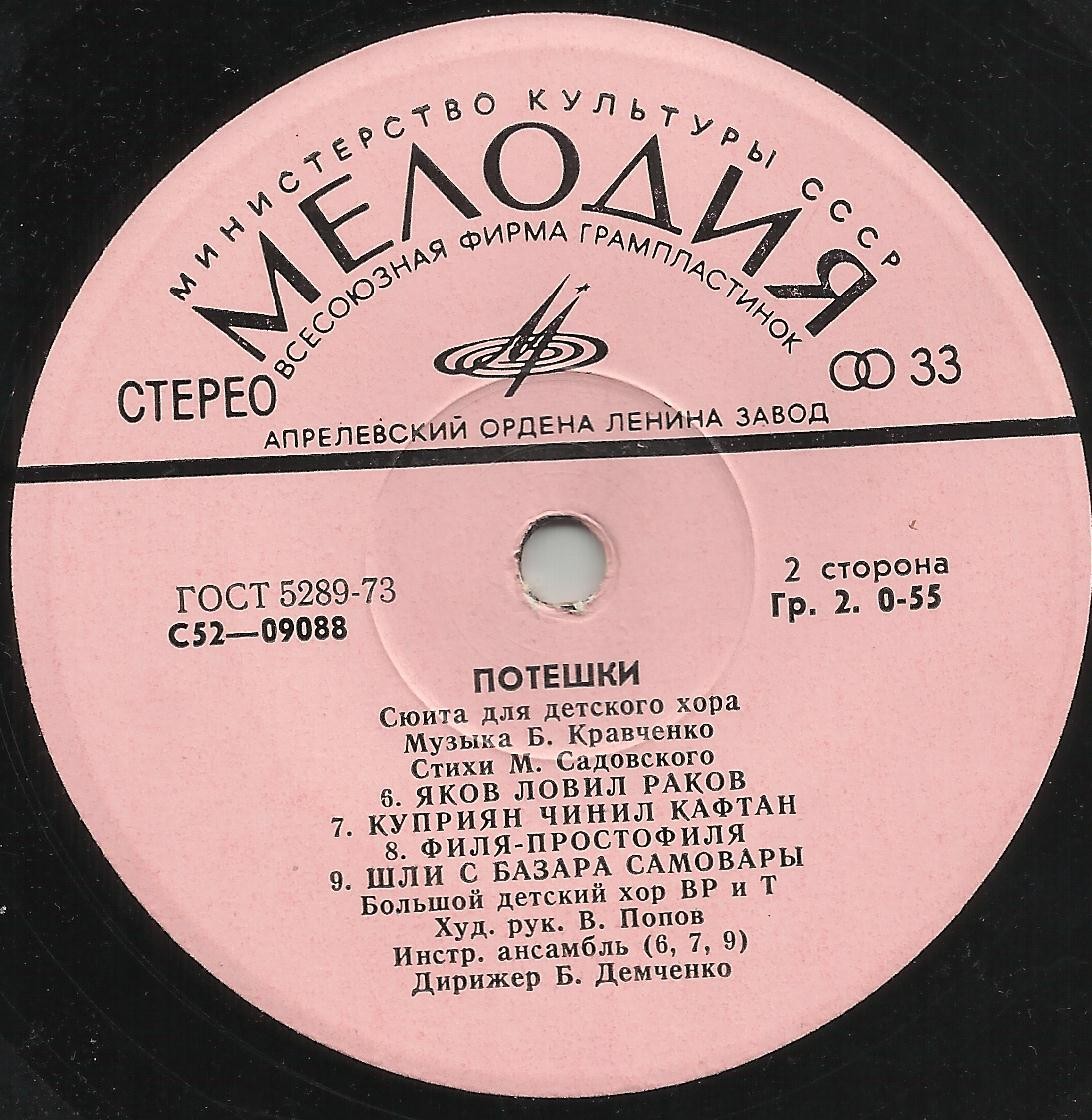 МИНИСТЕРСТВО КУЛЬТУРЫ СССР
МЕЛОДИЯ
ВСЕСОЮЗНАЯ ФИРМА ГРАМПЛАСТИНОК
СТЕРЕО
33
АПРЕЛЕВСКИЙ ОРДЕНА ЛЕНИНА ЗАВОД
ГОСТ 5289-73
С52—09088
2 сторона
Гр. 2. 0-55
ПОТЕШКИ
Сюита для детского хора
Музыка Б. Кравченко
Стихи М. Садовского
6. ЯКОВ ЛОВИЛ РАКОВ
7. КУПРИЯН ЧИНИЛ КАФТАН
8. ФИЛЯ-ПРОСТОФИЛЯ
9. ШЛИ С БАЗАРА САМОВАРЫ
Большой детский хор ВР и Т
Худ. рук. В. Попов
Инстр. ансамбль (6, 7, 9)
Дирижер Б. Демченко